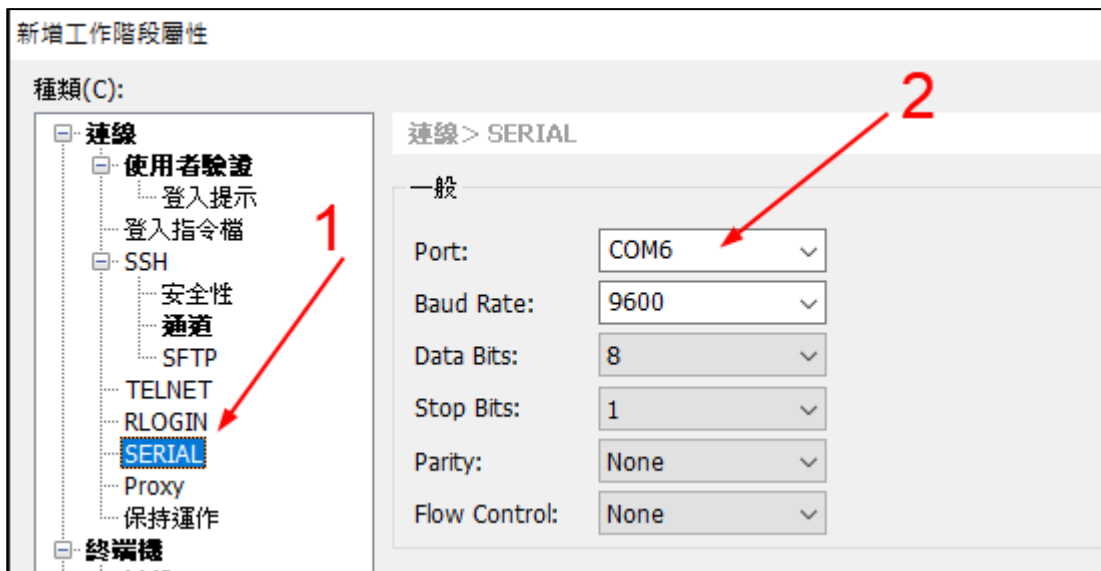 新增工作階段屬性
種類(C):
連線
使用者驗證
登入提示
登入指令檔
SSH
安全性
通道
SFTP
TELNET
RLOGIN
SERIAL
Proxy
保持運作
終端機
1
2
連線 > SERIAL
一般
Port: COM6
Baud Rate: 9600
Data Bits: 8
Stop Bits: 1
Parity: None
Flow Control: None